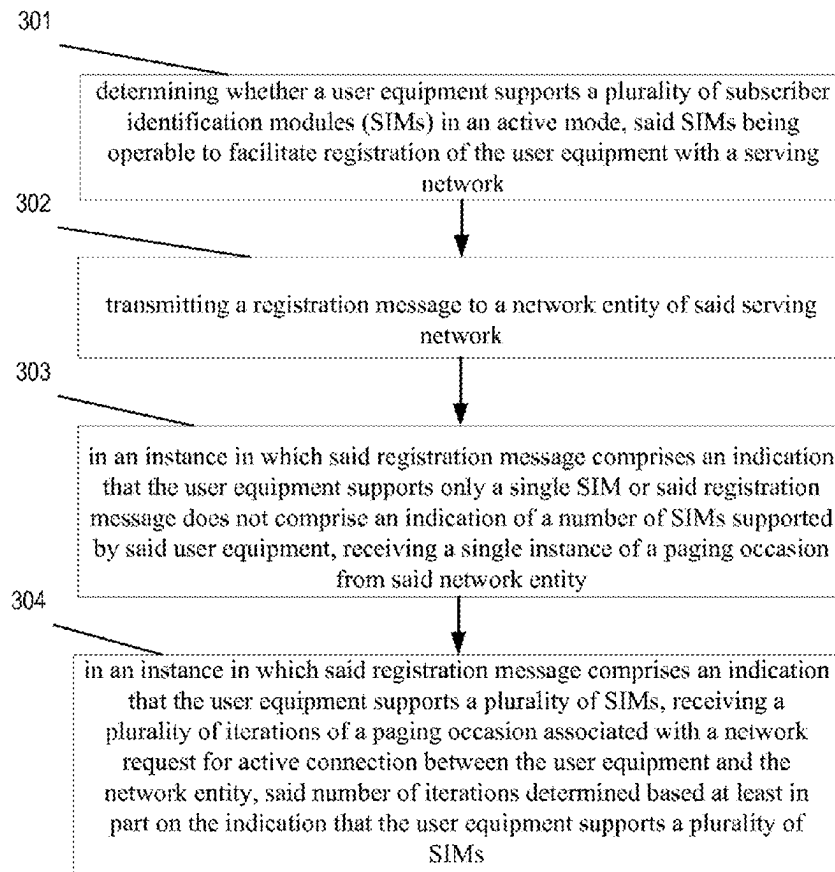 301
determining whether a user equipment supports a plurality of subscriber
identification modules (SIMs) in an active mode, said SIMs being
operable to facilitate registration of the user equipment with a serving
network
302
transmitting a registration message to a network entity of said serving
network
303
in an instance in which said registration message comprises an indication
that the user equipment supports only a single SIM or said registration
message does not comprise an indication of a number of SIMs supported
by said user equipment, receiving a single instance of a paging occasion
from said network entity
304
in an instance in which said registration message comprises an indication
that the user equipment supports a plurality of SIMs, receiving a
plurality of iterations of a paging occasion associated with a network
request for active connection between the user equipment and the
network entity, said number of iterations determined based at least in
part on the indication that the user equipment supports a plurality of
SIMs